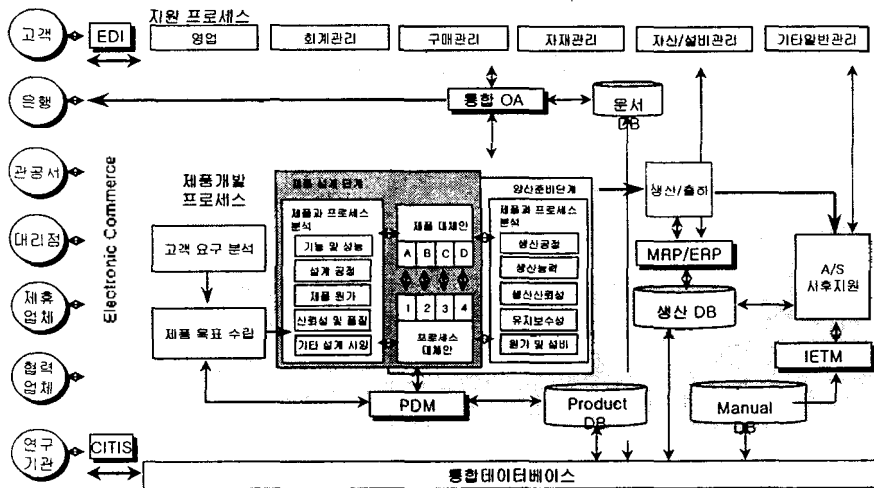 지원 프로세스
고객
EDI
영업
회계관리
구매관리
자재관리
자산/설비관리
기타일반관리
은행
통합 OA
문서
DB
관공서
대리점
제휴
업체
협력
업체
연구
기관
CITIS
Electronic Commerce
제품개발
프로세스
고객 요구 분석
제품 목표 수립
제품 설계 단계
제품과 프로세스
분석
기능 및 성능
설계 공정
제품 원가
신뢰성 및 품질
기타 설계 사양
제품 대체안
A B C D
1 2 3 4
프로세스
대체안
양산준비단계
제품과 프로세스
분석
생산공정
생산능력
생산신뢰성
유지보수성
원가 및 설비
생산/출하
MRP/ERP
생산 DB
A/S
사후지원
IETM
PDM
Product
DB
Manual
DB
통합데이터베이스